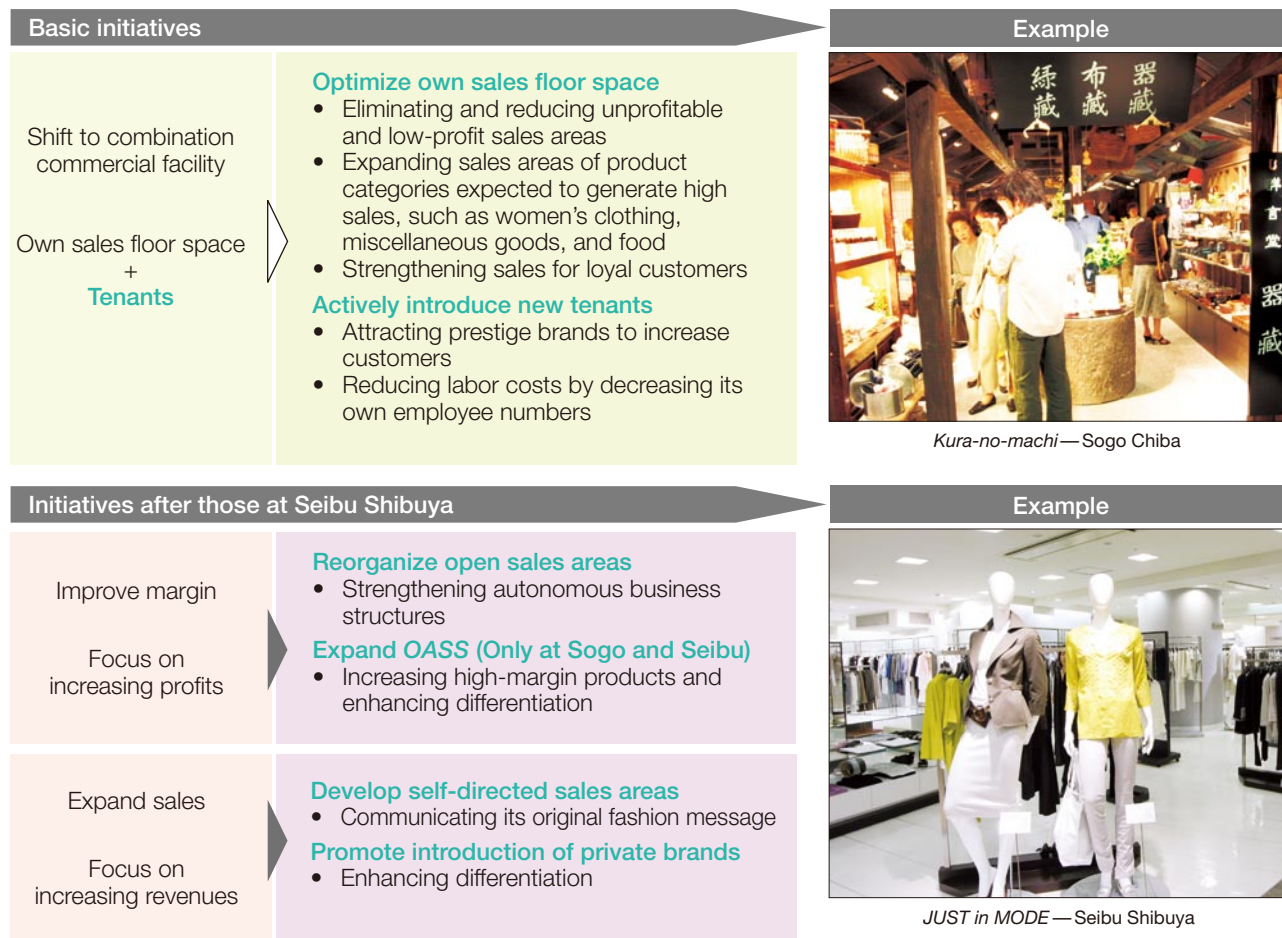 Basic initiatives
Example
Shift to combination
commercial facility
Own sales floor space
+
Tenants
Optimize own sales floor space
• Eliminating and reducing unprofitable
and low-profit sales areas
• Expanding sales areas of product
categories expected to generate high
sales, such as women’s clothing,
miscellaneous goods, and food
• Strengthening sales for loyal customers
Actively introduce new tenants
• Attracting prestige brands to increase
customers
• Reducing labor costs by decreasing its
own employee numbers
緑藏 布藏 器藏
堂
器
藏
Kura-no-machi — Sogo Chiba
Initiatives after those at Seibu Shibuya
Example
Improve margin
Focus on
increasing profits
Reorganize open sales areas
• Strengthening autonomous business
structures
Expand OASS (Only at Sogo and Seibu)
• Increasing high-margin products and
enhancing differentiation
Expand sales
Focus on
increasing revenues
Develop self-directed sales areas
• Communicating its original fashion message
Promote introduction of private brands
• Enhancing differentiation
JUST in MODE — Seibu Shibuya